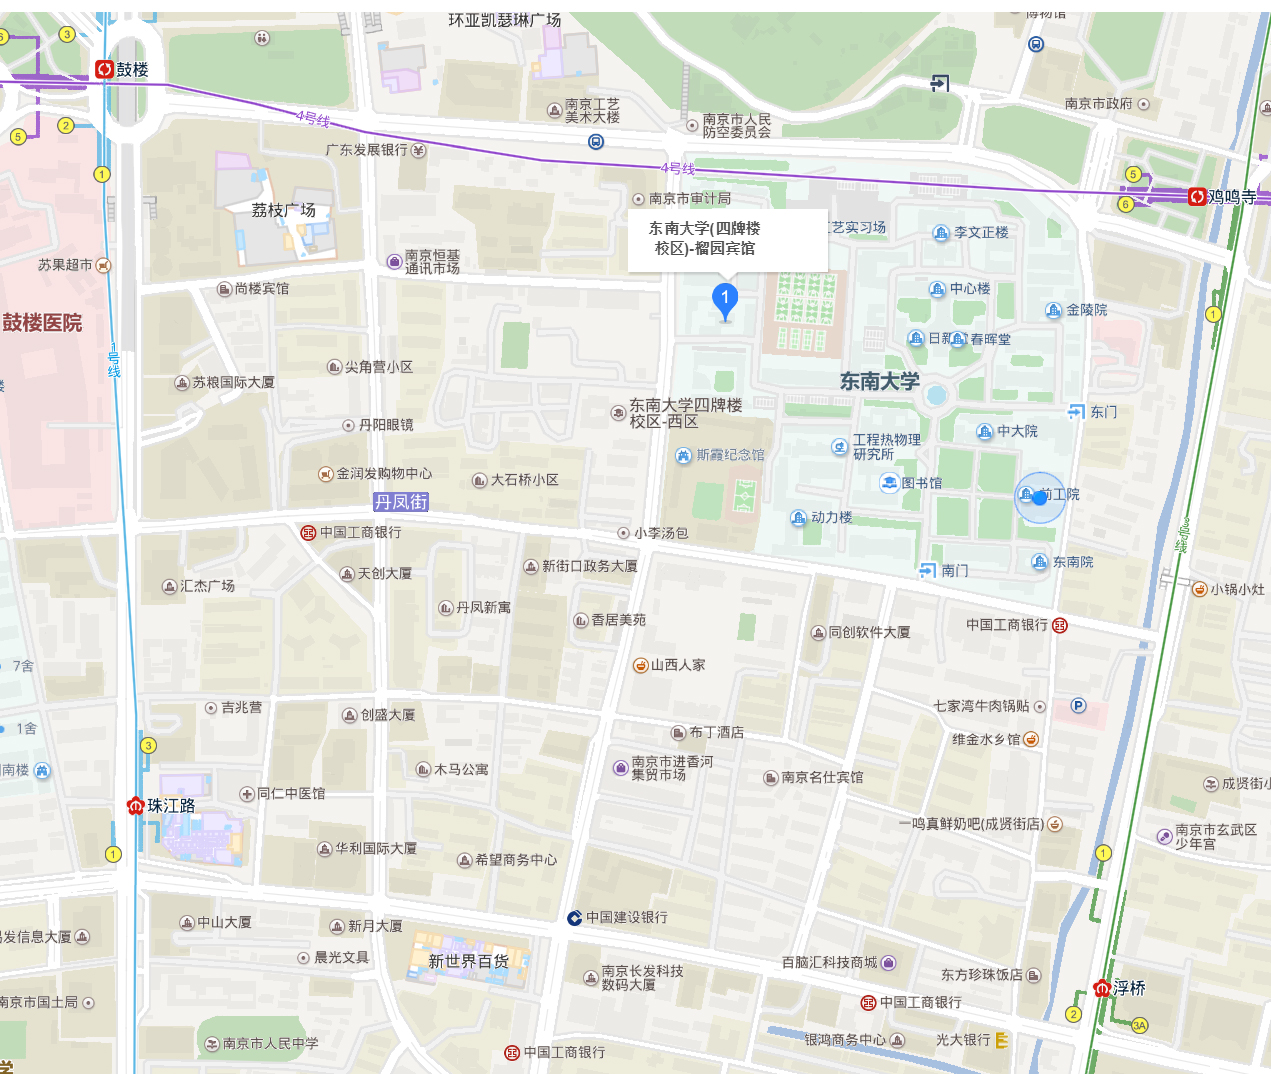 环亚凯瑟琳广场
博物馆
3
鼓楼
南京工艺
美术大楼
南京市人民
防空委员会
南京市政府
4号线
5
2
广东发展银行
4号线
1
5
6
鸡鸣寺
南京市审计局
荔枝广场
东南大学(四牌楼
校区)-榴园宾馆
艺实习场
李文正楼
苏果超市
南京恒基
通讯市场
尚楼宾馆
1
中心楼
金陵院
1
鼓楼医院
1号线
日新
春晖堂
尖角营小区
苏粮国际大厦
东南大学
东南大学四牌楼
校区-西区
东门
丹阳眼镜
中大院
工程热物理
研究所
斯霞纪念馆
金润发购物中心
大石桥小区
图书馆
前工院
丹凤街
动力楼
中国工商银行
小李汤包
3号线
新街口政务大厦
天创大厦
南门
东南院
汇杰广场
小锅小灶
丹凤新寓
香居美苑
中国工商银行
同创软件大厦
7舍
山西人家
吉兆营
创盛大厦
七家湾牛肉锅贴
P
1舍
布丁酒店
维金水乡馆
3
南楼
木马公寓
南京市进香河
集贸市场
南京名仕宾馆
成贤街小
同仁中医馆
珠江路
一鸣真鲜奶吧(成贤街店)
南京市玄武区
少年宫
华利国际大厦
1
希望商务中心
1
中山大厦
新月大厦
中国建设银行
发信息大厦
晨光文具
新世界百货
南京长发科技
数码大厦
百脑汇科技商城
东方珍珠饭店
浮桥
南京市国土局
中国工商银行
2
3A
南京市人民中学
中国工商银行
银鸿商务中心
光大银行
学